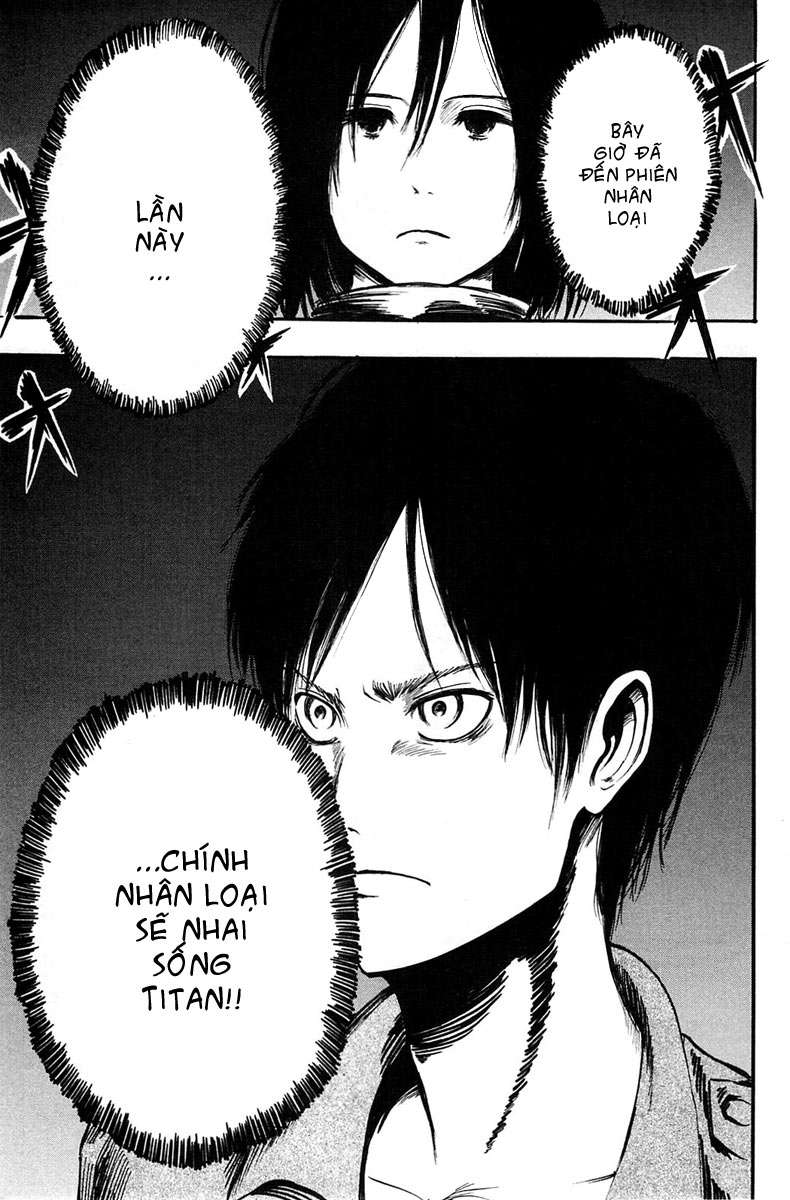 BÂY
GIỜ ĐÃ
ĐẾN PHIÊN
NHÂN
LOẠI
LẦN
NÀY
...
...CHÍNH
NHÂN LOẠI
SẼ NHAI
SỐNG
TITAN!!